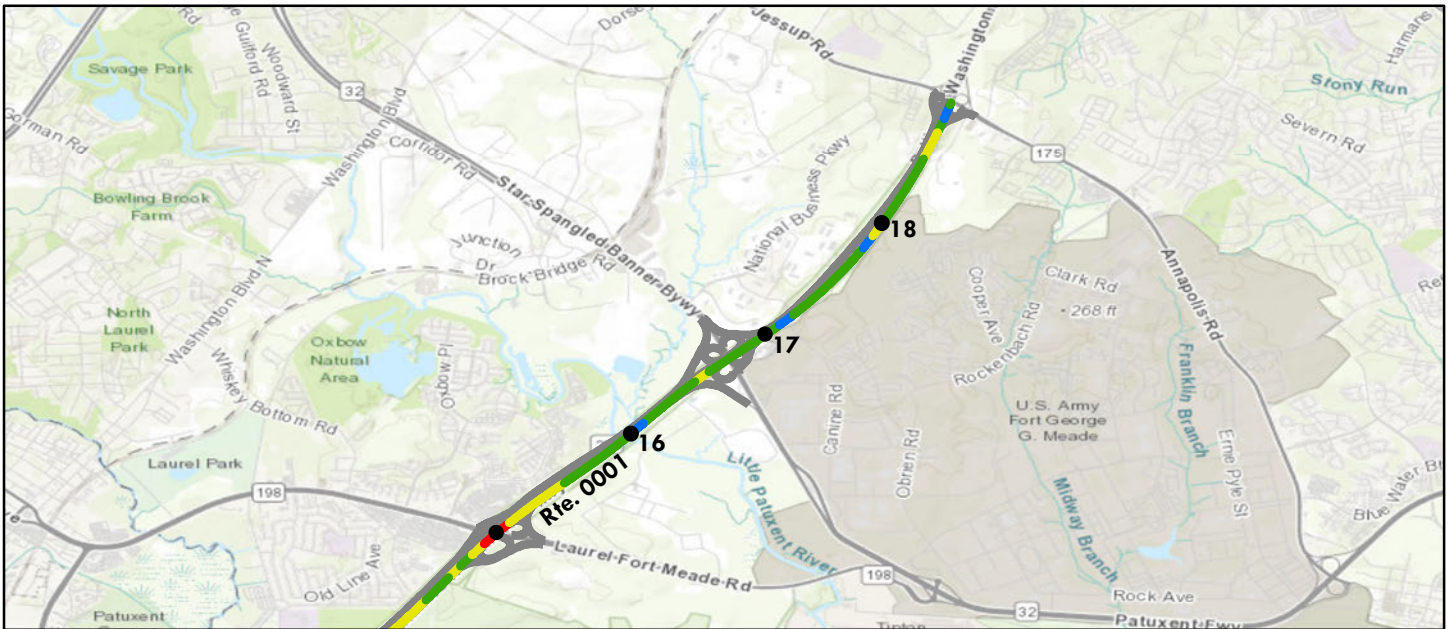 Dorsey
Jessup Rd
Washington
Harmans
Savage Park
Guilford Rd
Woodward St
32
Stony Run
Gorman Rd
Washington Blvd
Corridor Rd
Severn Rd
175
Star-Spangled-Banner-Bywy
National Business Pkwy
Bowling Brook
Farm
18
Junction
Dr
Brock Bridge Rd
Washington Blvd N
Annapolis Rd
Cooper Ave
Clark Rd
268 ft
Rockenbach Rd
North
Laurel
Park
Oxbow
Natural
Area
Oxbow Pl
17
Franklin Branch
Whiskey Bottom Rd
Canine Rd
U.S. Army
Fort George
G. Meade
16
Obrien Rd
Ernie Pyle St
Laurel Park
Rte. 0001
Little Patuxent River
Midway Branch
198
Blue Water
Laurel-Fort-Meade-Rd
Old Line Ave
198
Rock Ave
32
Patuxent Fwy
Patuxent
Tipton